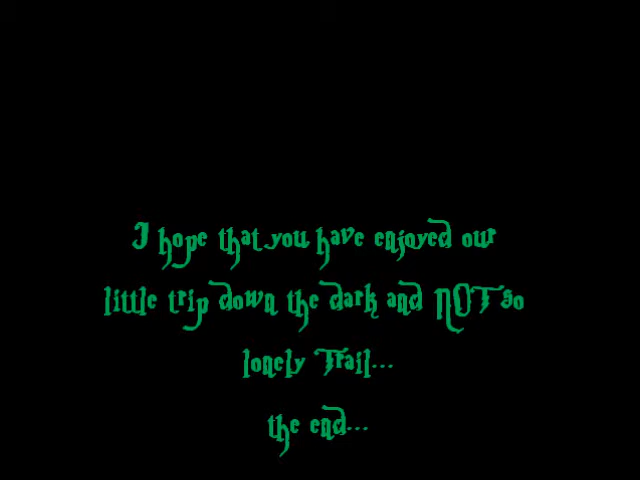 I hope that you have enjoyed our
little trip down the dark and NOT so
lonely Trail...
the end...